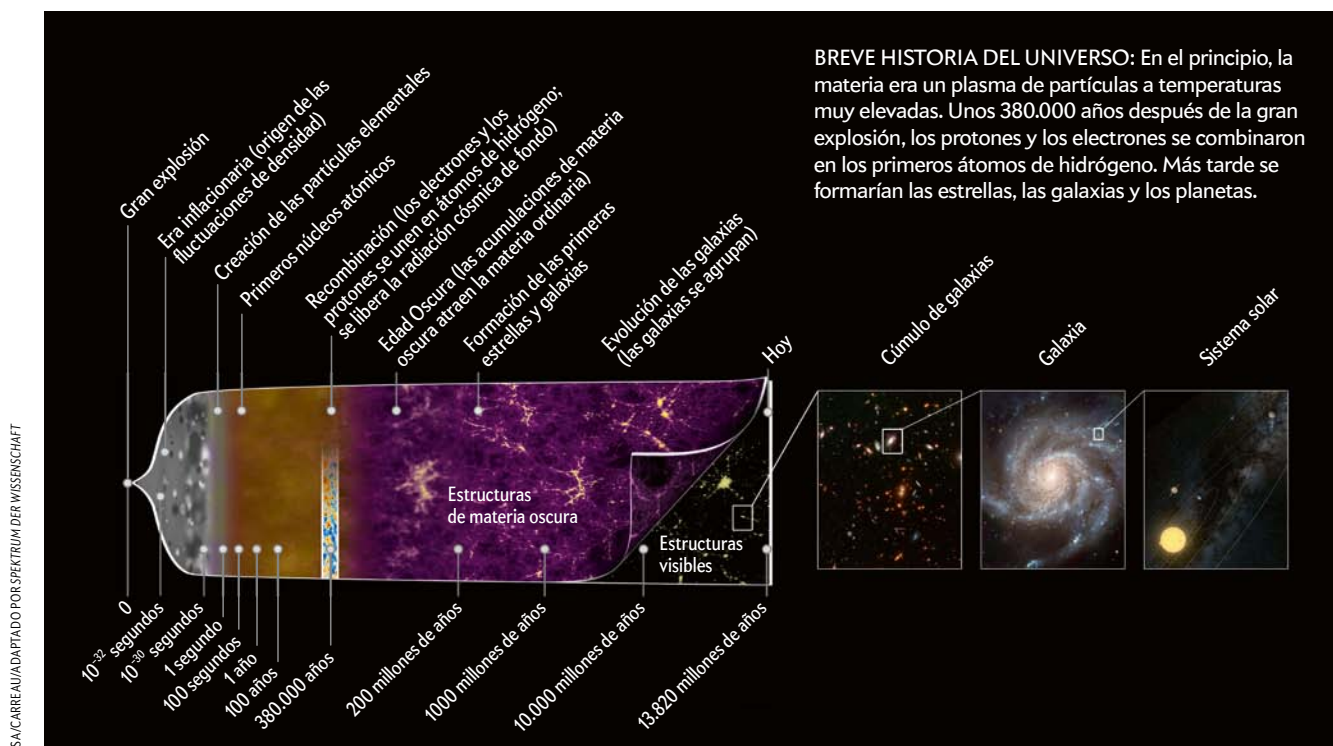 BREVE HISTORIA DEL UNIVERSO: En el principio, la
materia era un plasma de partículas a temperaturas
muy elevadas. Unos 380.000 años después de la gran
explosión, los protones y los electrones se combinaron
en los primeros átomos de hidrógeno. Más tarde se
formarían las estrellas, las galaxias y los planetas.
Gran explosión
Era inflacionaria (origen de las
fluctuaciones de densidad)
Creación de las partículas elementales
Primeros núcleos atómicos
Recombinación (los electrones y los
protones se unen en átomos de hidrógeno;
se libera la radiación cósmica de fondo)
Edad Oscura (las acumulaciones de materia
oscura atraen la materia ordinaria)
Formación de las primeras
estrellas y galaxias
Evolución de las galaxias
(las galaxias se agrupan)
Hoy
Cúmulo de galaxias
Galaxia
Sistema solar
Estructuras
de materia oscura
Estructuras
visibles
0
10⁻³² segundos
10⁻³⁰ segundos
1 segundo
100 segundos
1 año
100 años
380.000 años
200 millones de años
1000 millones de años
10.000 millones de años
13.820 millones de años
SA/CARREAU/ADAPTADO POR SPEKTRUM DER WISSENSCHAFT